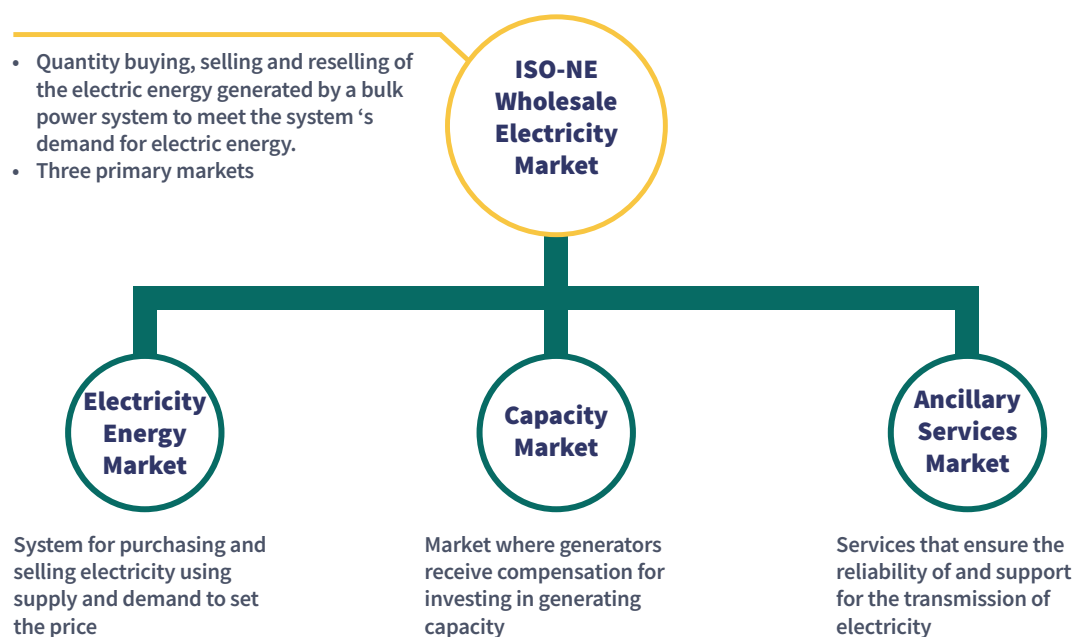 • Quantity buying, selling and reselling of
the electric energy generated by a bulk
power system to meet the system ‘s
demand for electric energy.
• Three primary markets
ISO-NE
Wholesale
Electricity
Market
Electricity
Energy
Market
Capacity
Market
Ancillary
Services
Market
System for purchasing and
selling electricity using
supply and demand to set
the price
Market where generators
receive compensation for
investing in generating
capacity
Services that ensure the
reliability of and support
for the transmission of
electricity